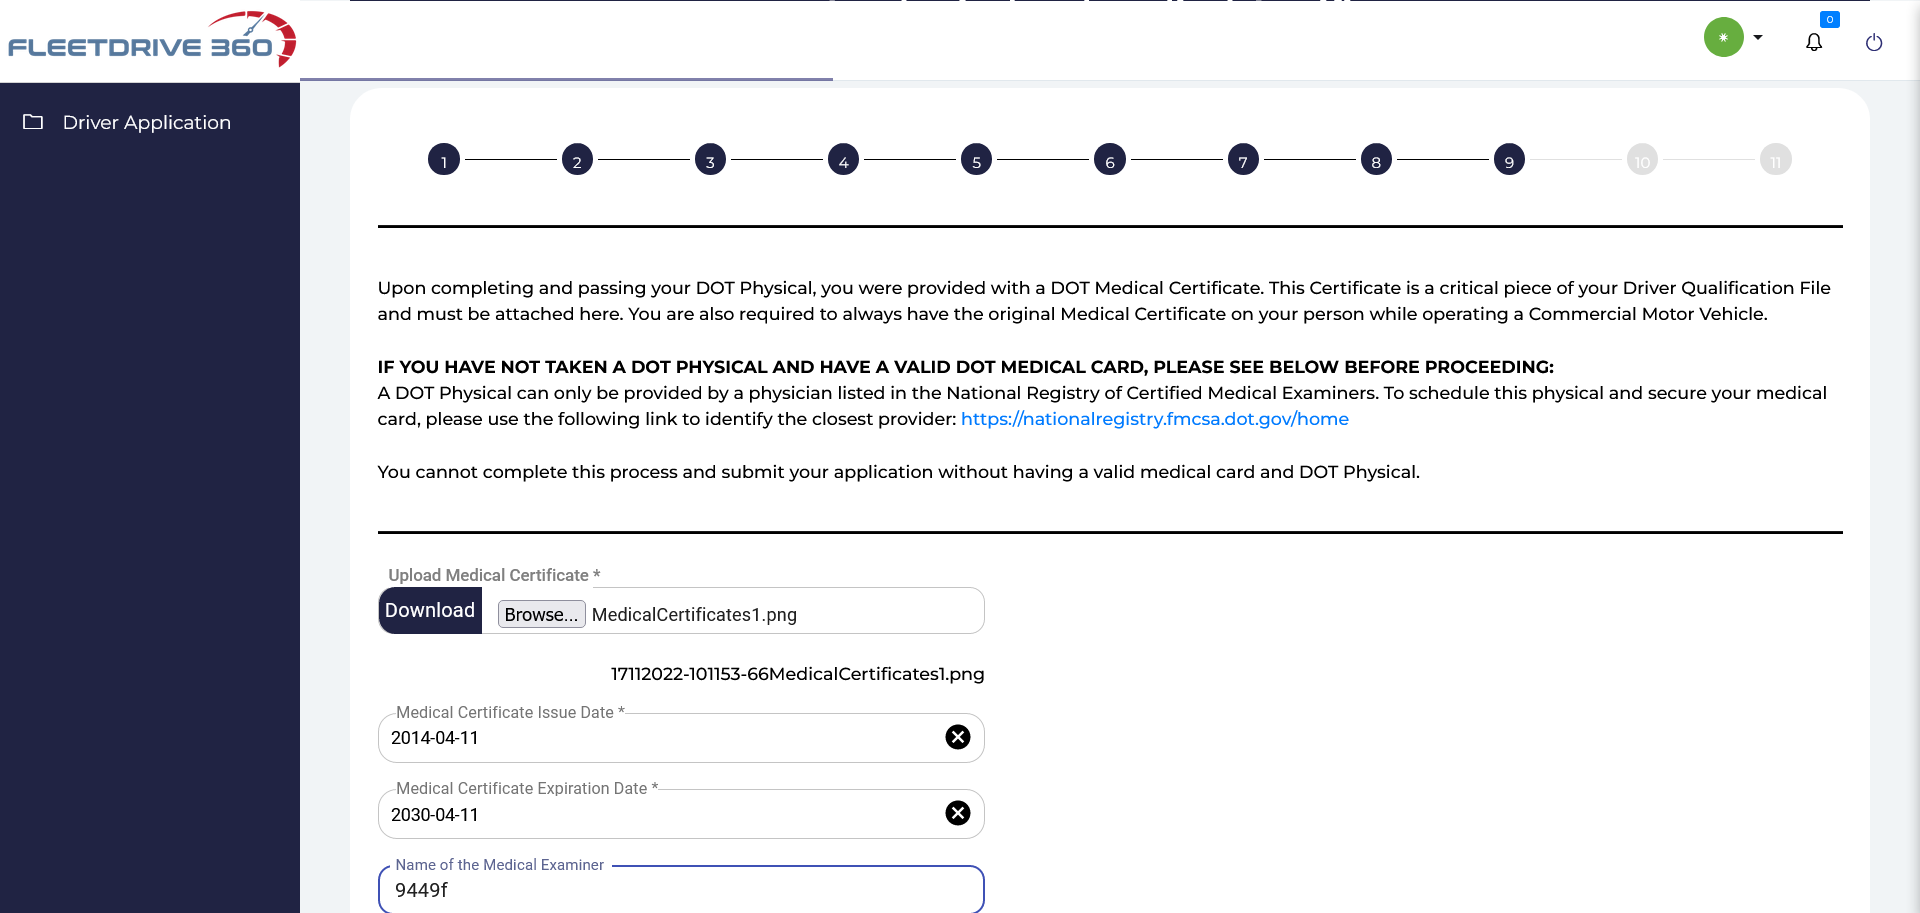 FLEETDRIVE 360
0
Driver Application
1 2 3 4 5 6 7 8 9 10 11
Upon completing and passing your DOT Physical, you were provided with a DOT Medical Certificate. This Certificate is a critical piece of your Driver Qualification File
and must be attached here. You are also required to always have the original Medical Certificate on your person while operating a Commercial Motor Vehicle.
IF YOU HAVE NOT TAKEN A DOT PHYSICAL AND HAVE A VALID DOT MEDICAL CARD, PLEASE SEE BELOW BEFORE PROCEEDING:
A DOT Physical can only be provided by a physician listed in the National Registry of Certified Medical Examiners. To schedule this physical and secure your medical
card, please use the following link to identify the closest provider: https://nationalregistry.fmcsa.dot.gov/home
You cannot complete this process and submit your application without having a valid medical card and DOT Physical.
Upload Medical Certificate *
Download Browse... MedicalCertificates1.png
17112022-101153-66MedicalCertificates1.png
Medical Certificate Issue Date *
2014-04-11
Medical Certificate Expiration Date *
2030-04-11
Name of the Medical Examiner
9449f